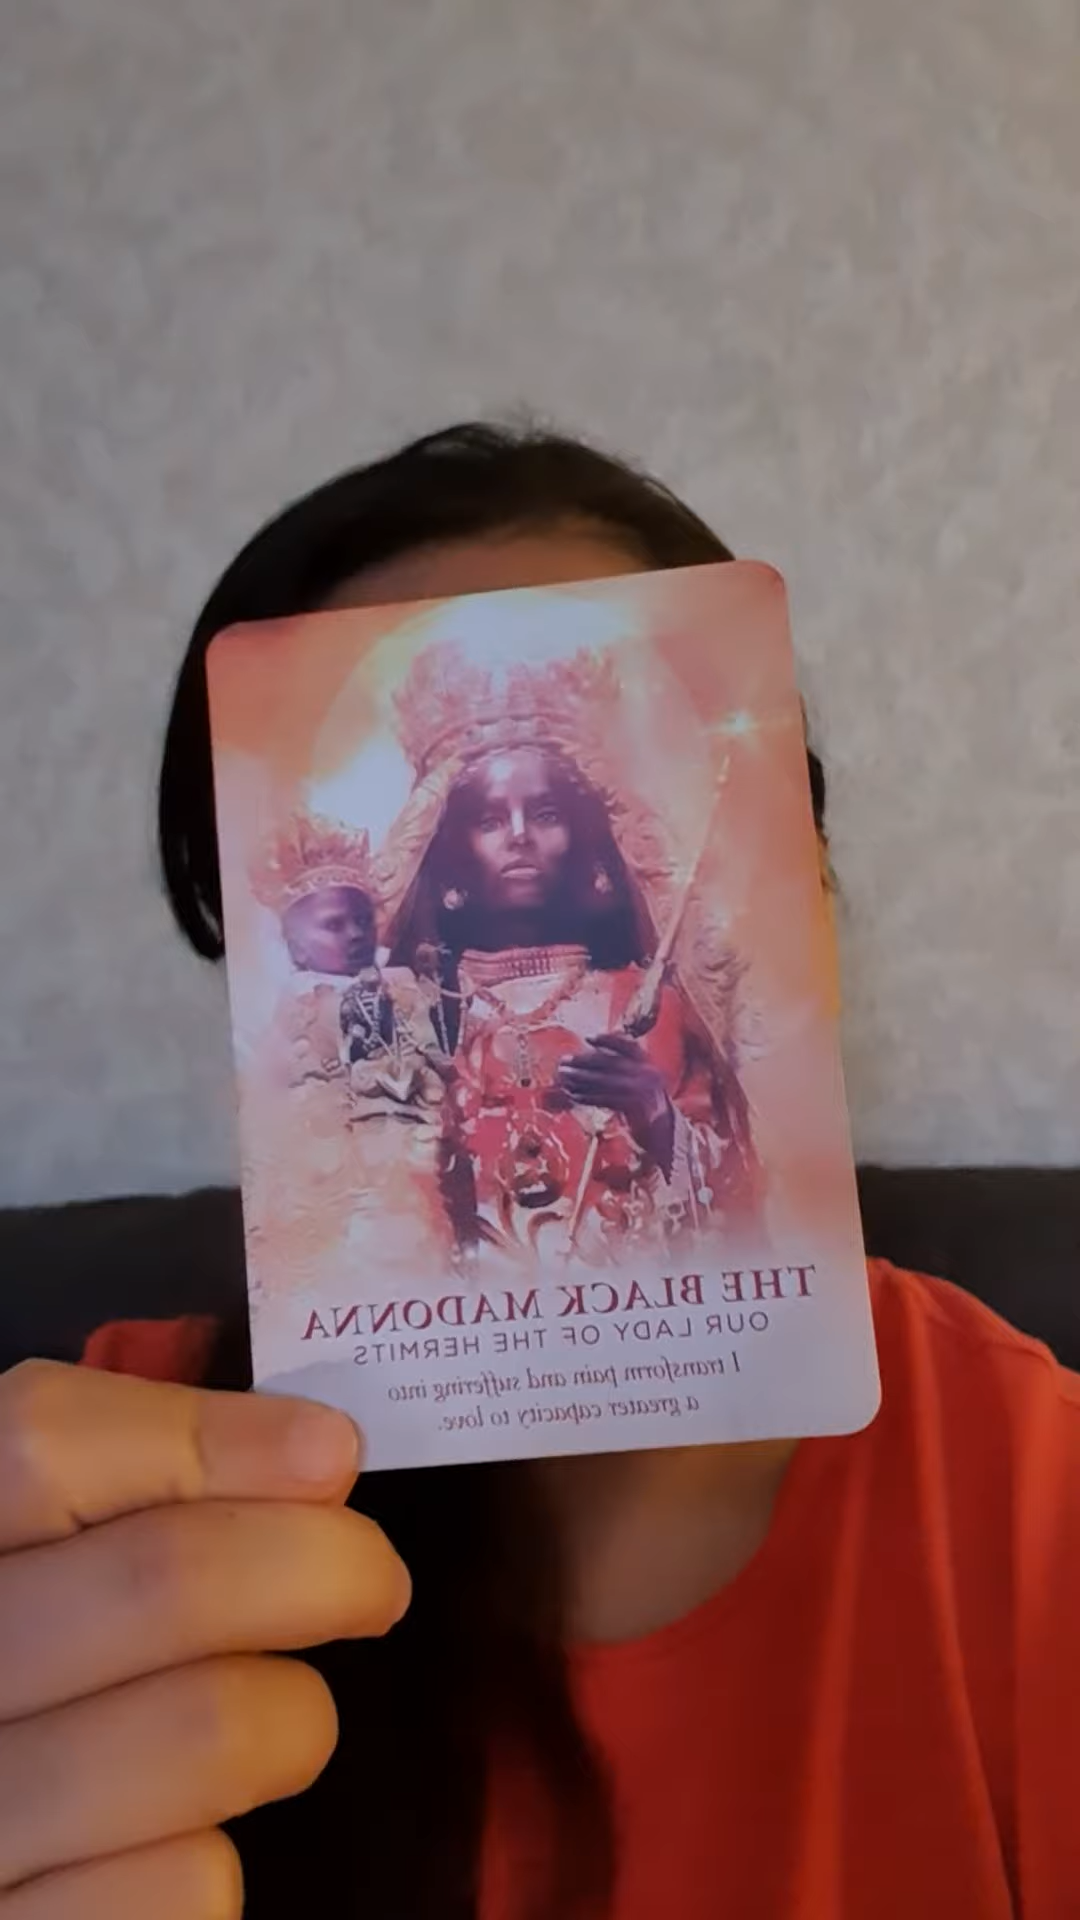 THE BLACK MADONNA
OUR LADY OF THE HERMITS
I transform pain and suffering into
a greater capacity to love.